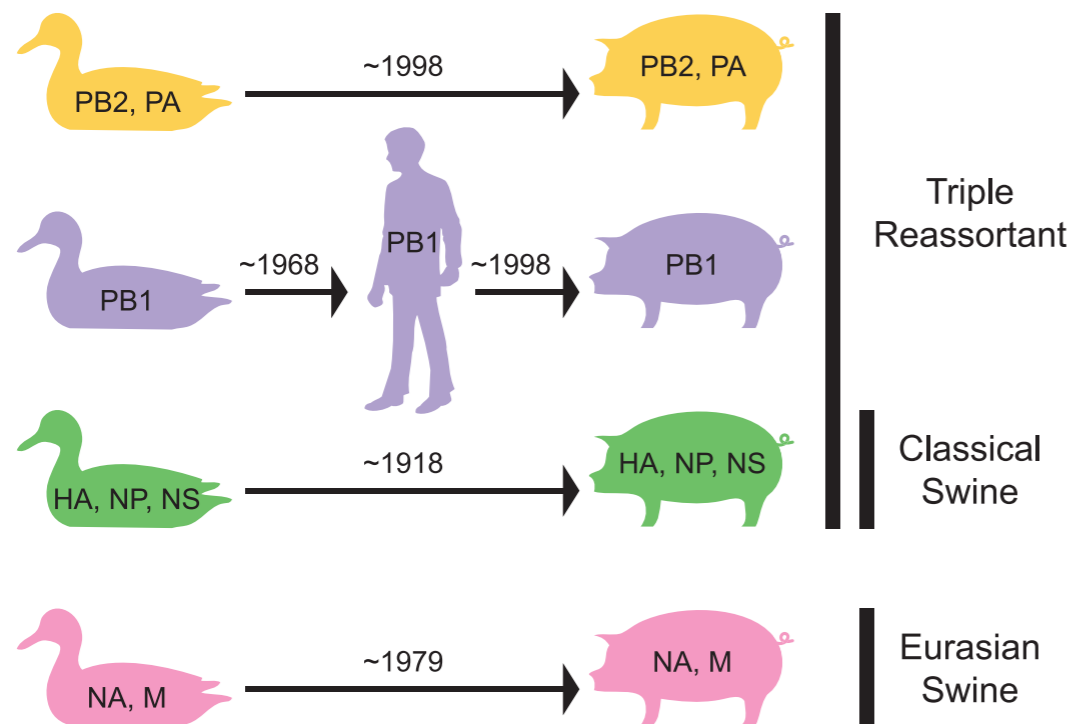 PB2, PA
~1998
PB2, PA
PB1
~1968
PB1
~1998
PB1
Triple
Reassortant
HA, NP, NS
~1918
HA, NP, NS
Classical
Swine
NA, M
~1979
NA, M
Eurasian
Swine